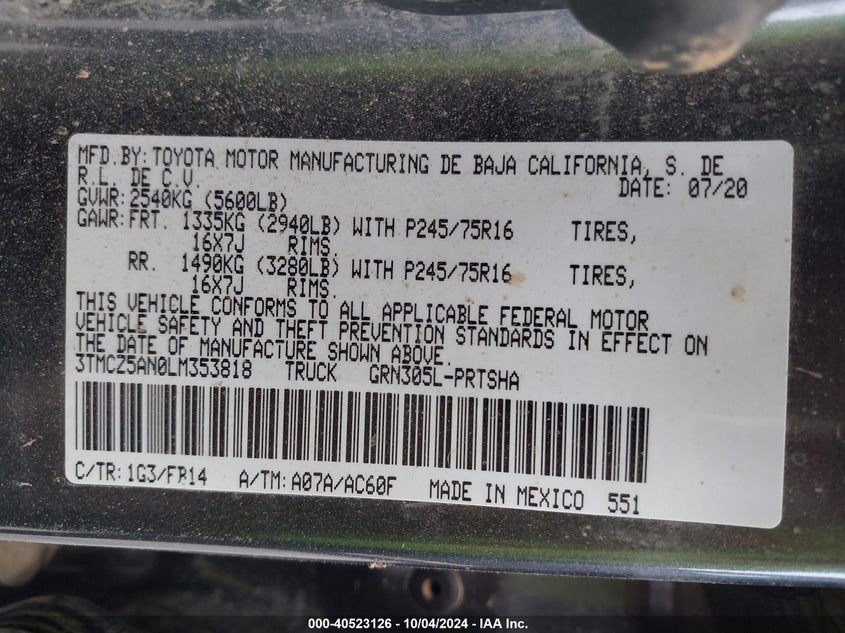 MFD.BY:TOYOTA MOTOR MANUFACTURING DE BAJA CALIFORNIA, S. DE
R.L. DE C.V.
DATE: 07/20
GVWR:2540KG (5600LB)
GAWR:FRT. 1335KG (2940LB) WITH P245/75R16 TIRES,
16X7J RIMS.
RR. 1490KG (3280LB) WITH P245/75R16 TIRES,
16X7J RIMS.
THIS VEHICLE CONFORMS TO ALL APPLICABLE FEDERAL MOTOR
VEHICLE SAFETY AND THEFT PREVENTION STANDARDS IN EFFECT ON
THE DATE OF MANUFACTURE SHOWN ABOVE.
3TMCZ5AN0LM353818 TRUCK GRN305L-PRTSHA
C/TR:1G3/FB14 A/TM:A07A/AC60F MADE IN MEXICO 551
000-40523126 - 10/04/2024 - IAA Inc.